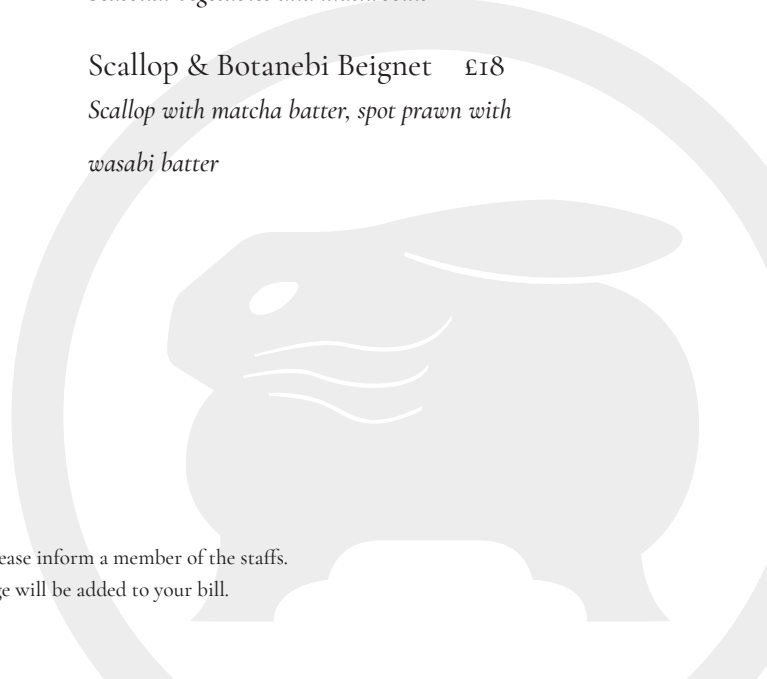 Scallop & Botanebi Beignet £18
Scallop with matcha batter, spot prawn with
wasabi batter
ease inform a member of the staffs.
will be added to your bill.